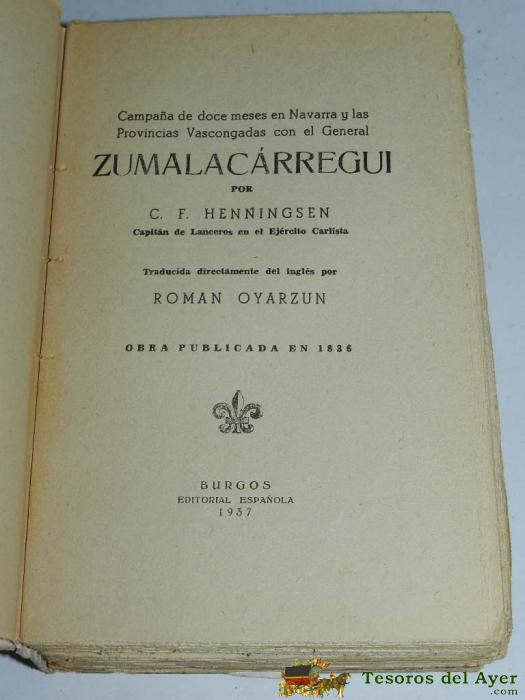 Campaña de doce meses en Navarra y las
Provincias Vascongadas con el General
ZUMALACÁRREGUI
POR
C. F. HENNINGSEN
Capitán de Lanceros en el Ejército Carlista
Traducida directamente del inglés por
ROMAN OYARZUN
OBRA PUBLICADA EN 1836
BURGOS
EDITORIAL ESPAÑOLA
1937
Tesoros del Ayer
.com